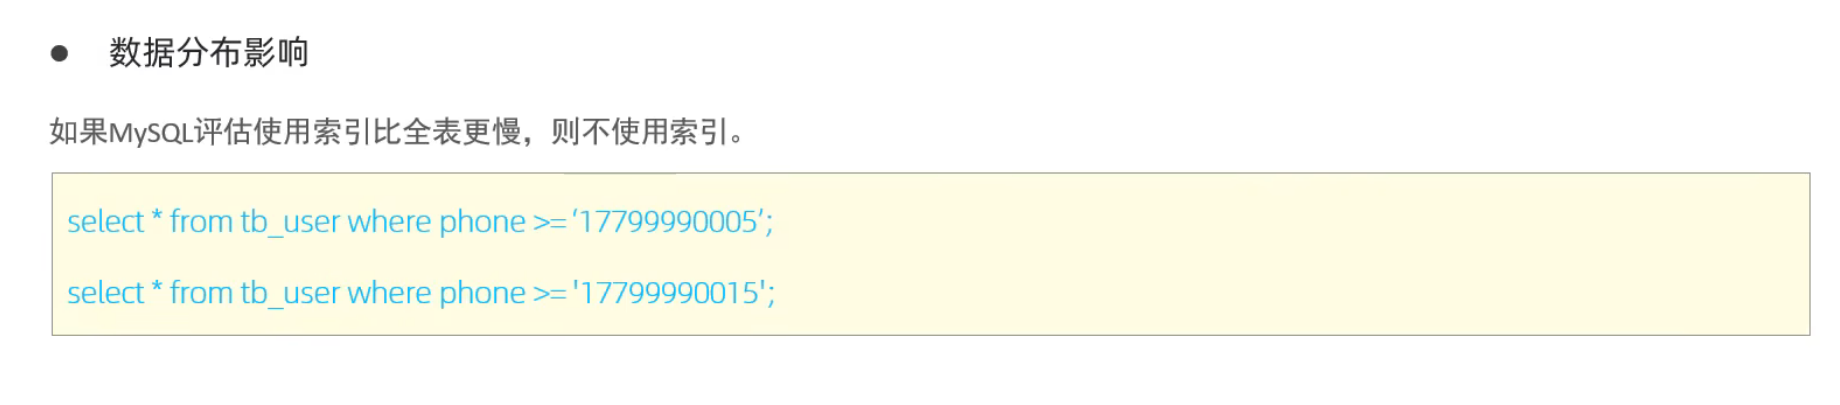 ● 数据分布影响
如果MySQL评估使用索引比全表更慢，则不使用索引。
select * from tb_user where phone >= ‘17799990005’;
select * from tb_user where phone >= '17799990015';